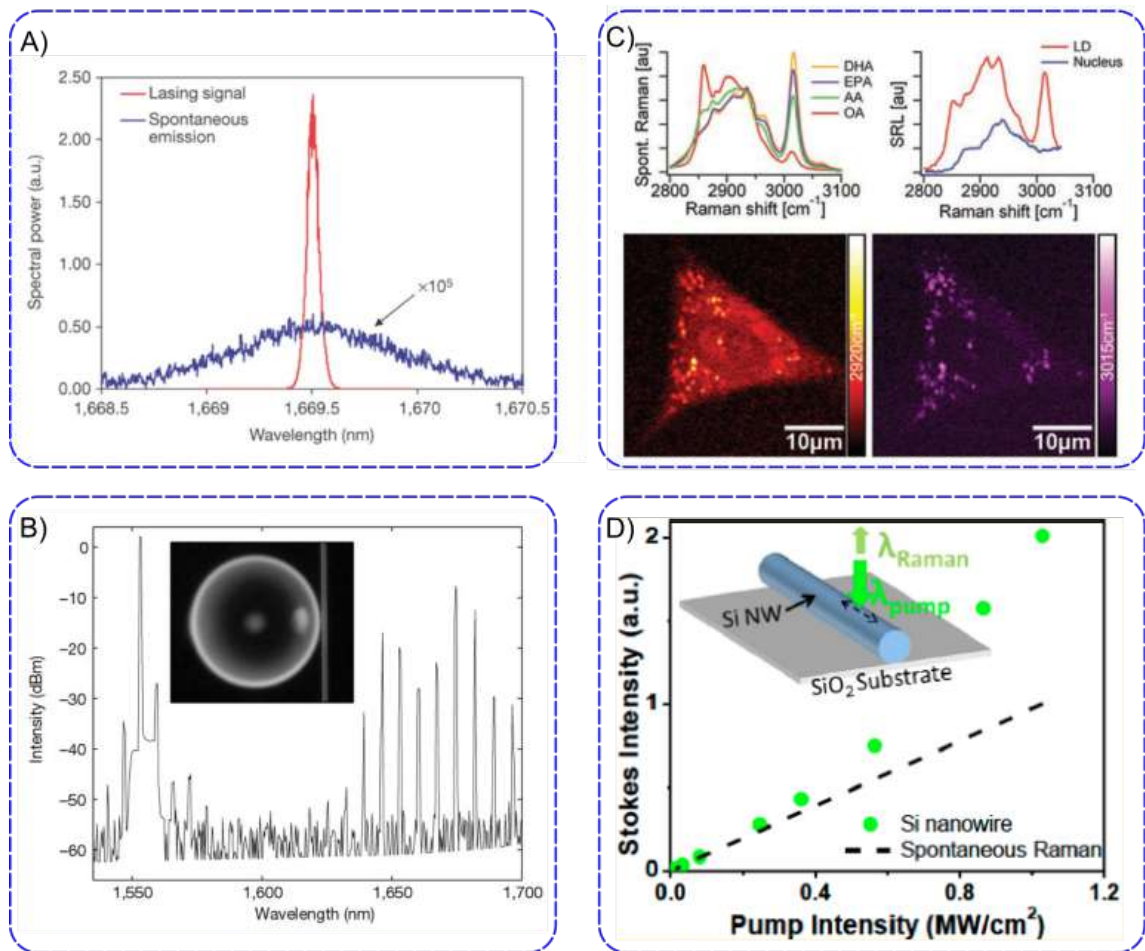 A)
2.50
2.00
1.50
1.00
0.50
0.00
Spectral power (a.u.)
Lasing signal
Spontaneous
emission
×10⁵
1,668.5
1,669
1,669.5
1,670
1,670.5
Wavelength (nm)
C)
Spont. Raman [au]
DHA
EPA
AA
OA
2800
2900
3000
3100
Raman shift [cm⁻¹]
SRL [au]
LD
Nucleus
2800
2900
3000
3100
Raman shift [cm⁻¹]
10µm
2920cm⁻¹
10µm
3015cm⁻¹
B)
0
−10
−20
−30
−40
−50
−60
Intensity (dBm)
1,550
1,600
1,650
1,700
Wavelength (nm)
D)
2
1
0
Stokes Intensity (a.u.)
λRaman
λpump
Si NW
SiO₂ Substrate
Si nanowire
Spontaneous Raman
0.0
0.4
0.8
1.2
Pump Intensity (MW/cm²)